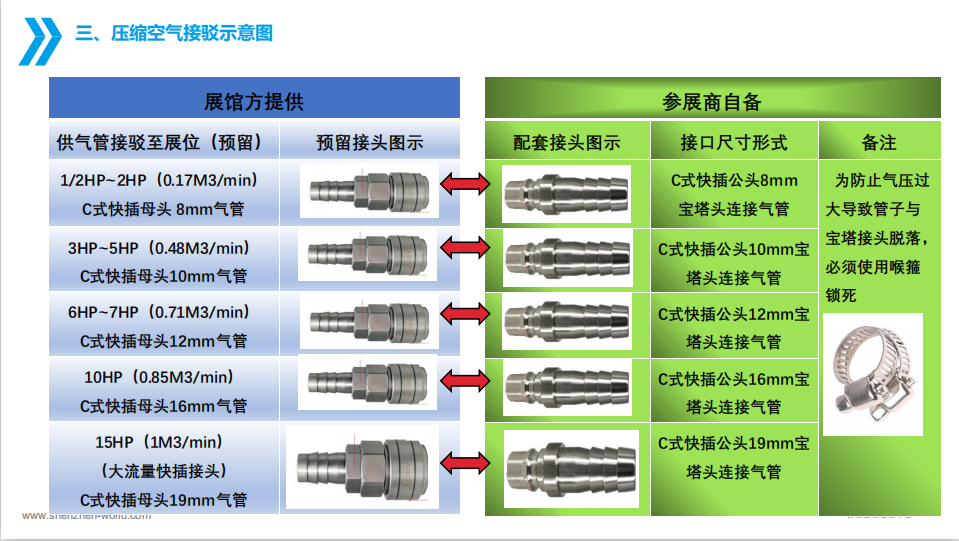 三、压缩空气接驳示意图
展馆方提供
供气管接驳至展位（预留）
预留接头图示
1/2HP~2HP（0.17M3/min）
C式快插母头 8mm气管
3HP~5HP（0.48M3/min）
C式快插母头10mm气管
6HP~7HP（0.71M3/min）
C式快插母头12mm气管
10HP（0.85M3/min）
C式快插母头16mm气管
15HP（1M3/min）
（大流量快插接头）
C式快插母头19mm气管
参展商自备
配套接头图示
接口尺寸形式
备注
C式快插公头8mm
宝塔头连接气管
C式快插公头10mm宝
塔头连接气管
C式快插公头12mm宝
塔头连接气管
C式快插公头16mm宝
塔头连接气管
C式快插公头19mm宝
塔头连接气管
为防止气压过
大导致管子与
宝塔接头脱落，
必须使用喉箍
锁死
www.shenzhen-world.com